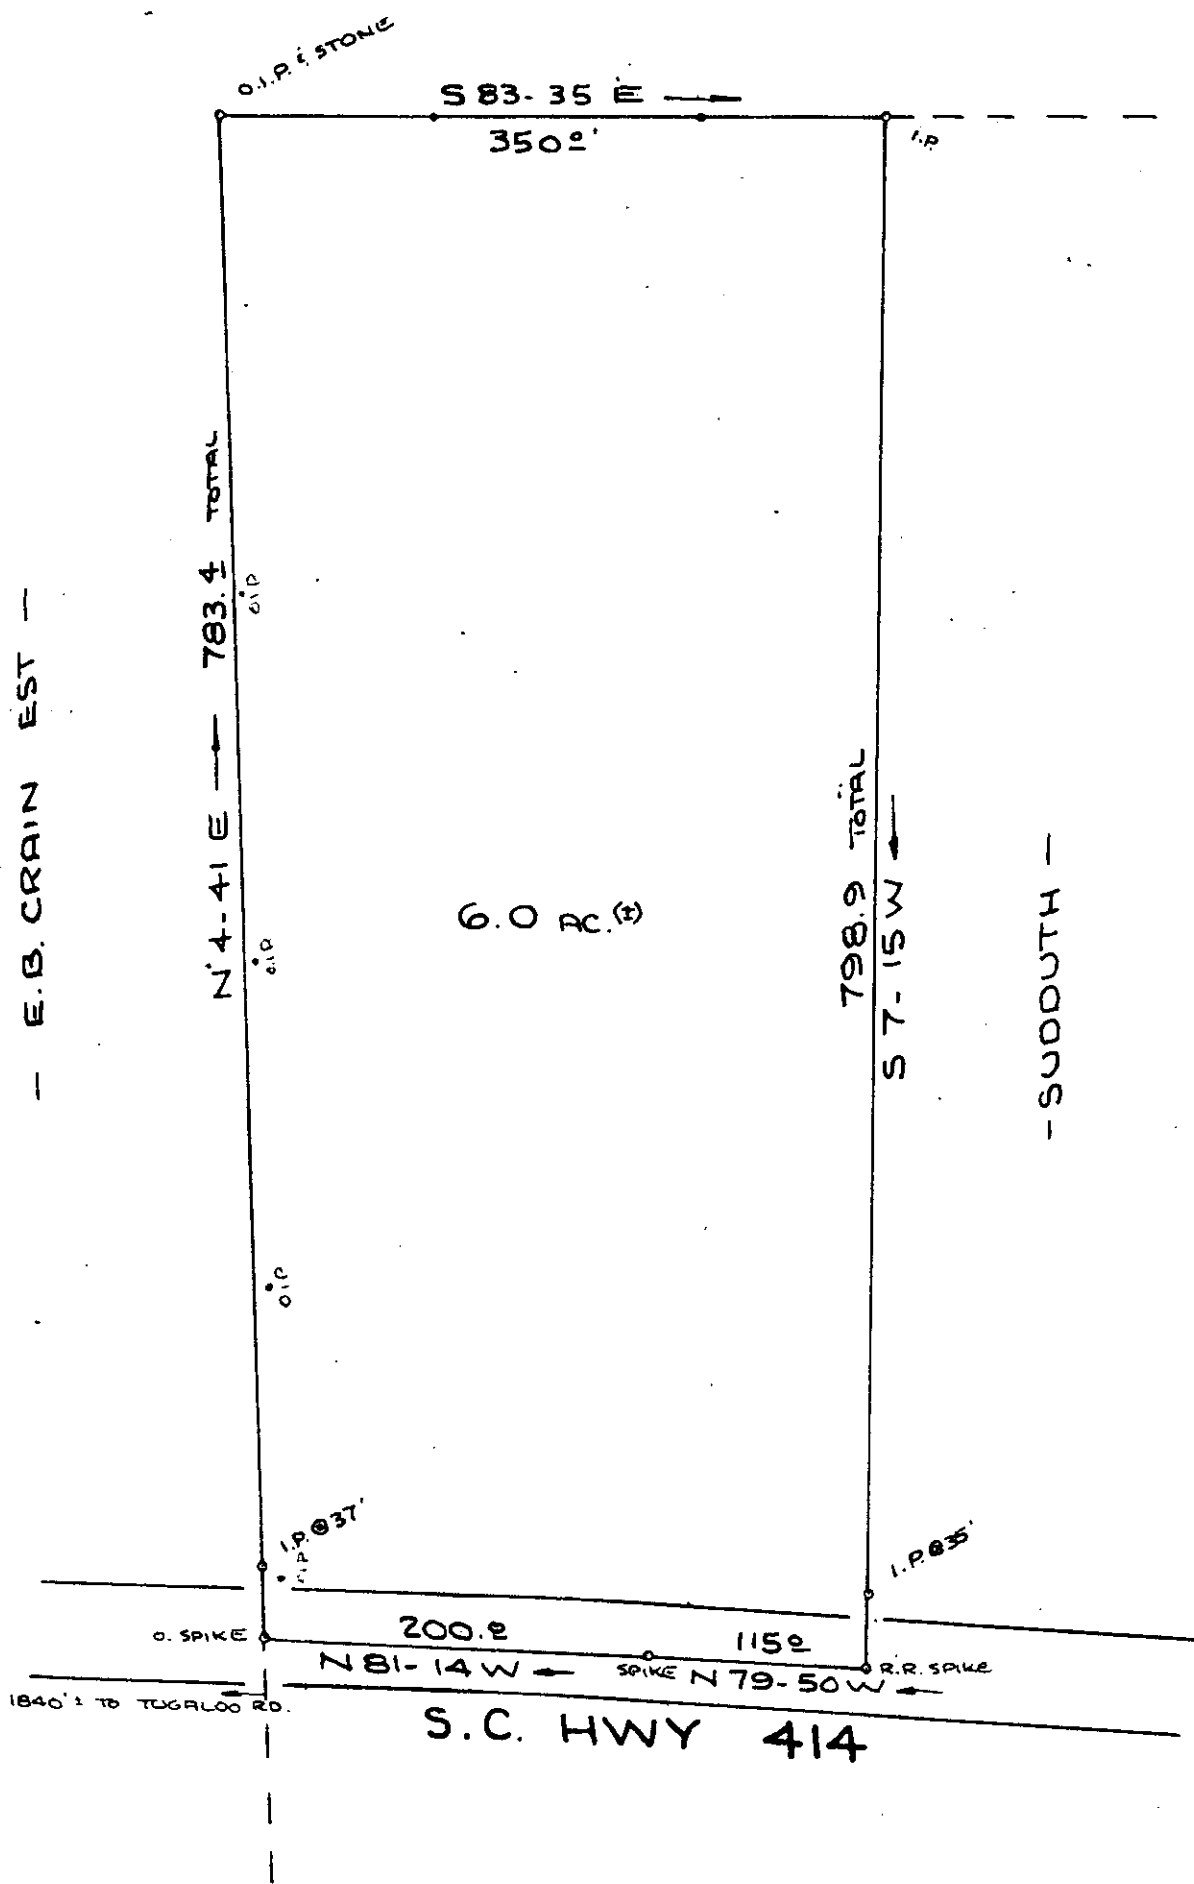 O.I.P. & STONE
S 83-35 E
350.0'
I.P.
783.4 TOTAL
N 4-41 E
O.I.P.
O.I.P.
O.I.P.
- E.B. CRAIN EST -
6.0 AC.(±)
798.9 TOTAL
S 7-15 W
- SUDDUTH -
I.P. @ 37'
I.P. @ 35'
O. SPIKE
200.0
115.0
N 81-14 W
SPIKE
N 79-50 W
R.R. SPIKE
1840'± TO TUGALOO RD.
S.C. HWY 414